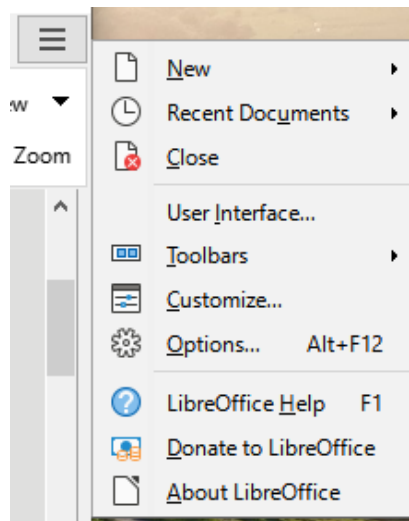 New
ew
Recent Documents
Zoom
Close
User Interface...
Toolbars
Customize...
Options... Alt+F12
LibreOffice Help F1
Donate to LibreOffice
About LibreOffice